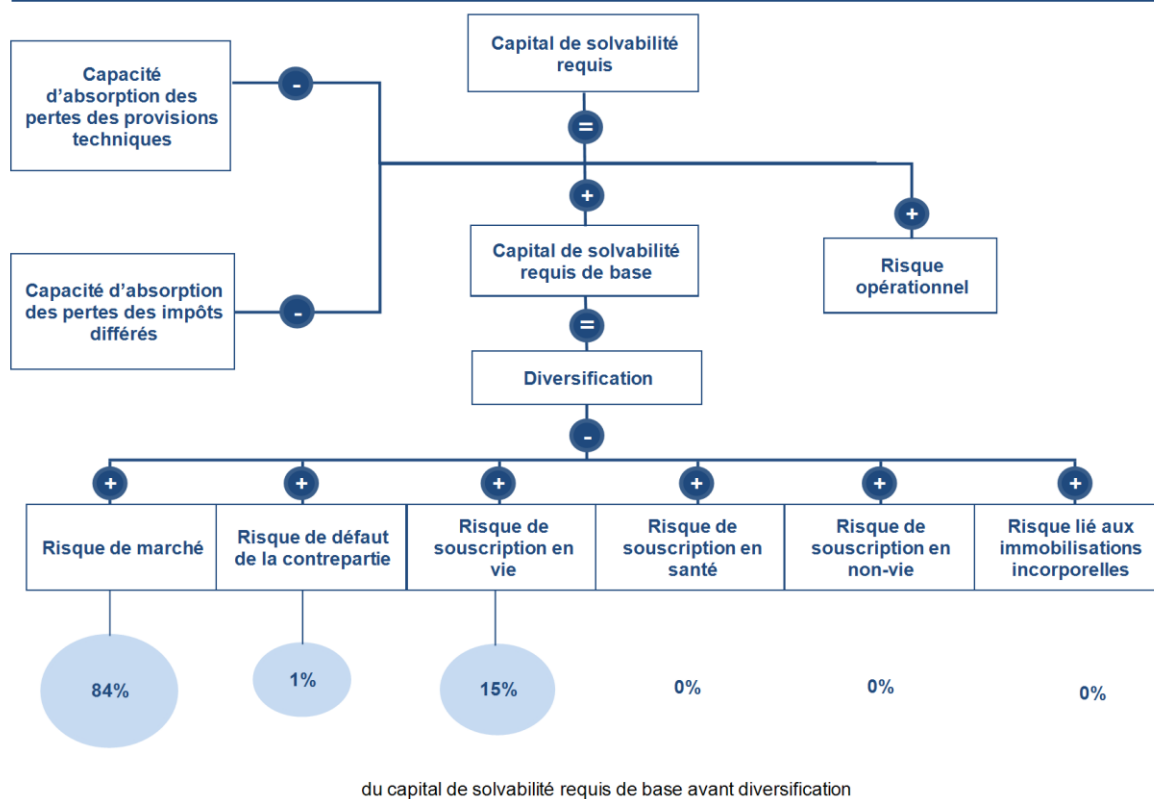 Capital de solvabilité
requis
Capacité
d'absorption des
pertes des provisions
techniques
-
=
+
+
Capital de solvabilité
requis de base
Risque
opérationnel
Capacité d'absorption
des pertes des impôts
différés
-
=
Diversification
-
+
+
+
+
+
+
Risque de marché
Risque de défaut
de la contrepartie
Risque de
souscription en
vie
Risque de
souscription en
santé
Risque de
souscription en
non-vie
Risque lié aux
immobilisations
incorporelles
84%
1%
15%
0%
0%
0%
du capital de solvabilité requis de base avant diversification